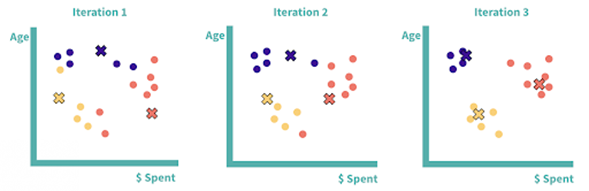 Iteration 1
Iteration 2
Iteration 3
Age
Age
Age
$ Spent
$ Spent
$ Spent